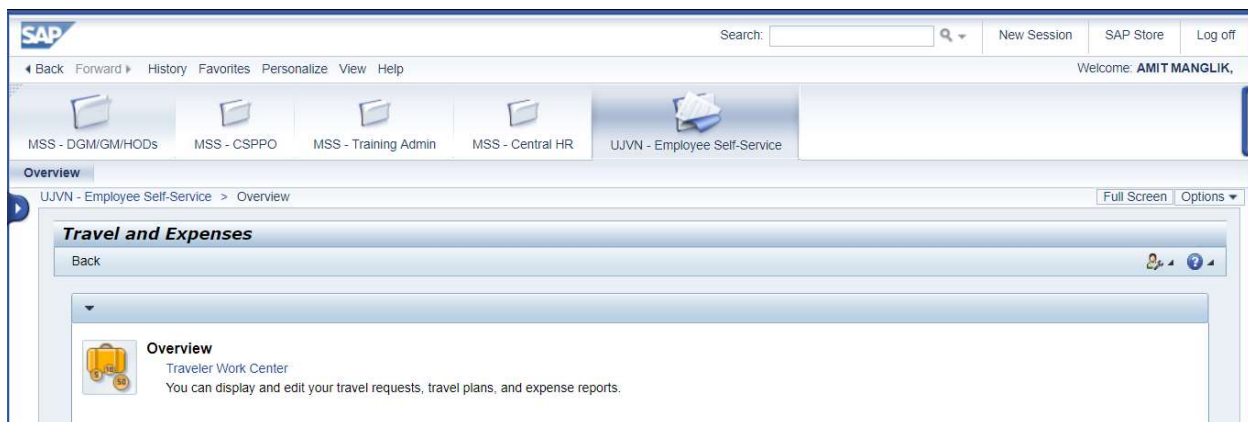 SAP
Search:
New Session
SAP Store
Log off
Back Forward History Favorites Personalize View Help
Welcome: AMIT MANGLIK,
MSS - DGM/GM/HODs
MSS - CSPPO
MSS - Training Admin
MSS - Central HR
UJVN - Employee Self-Service
Overview
UJVN - Employee Self-Service > Overview
Full Screen
Options
Travel and Expenses
Back
Overview
Traveler Work Center
You can display and edit your travel requests, travel plans, and expense reports.
5 10 50